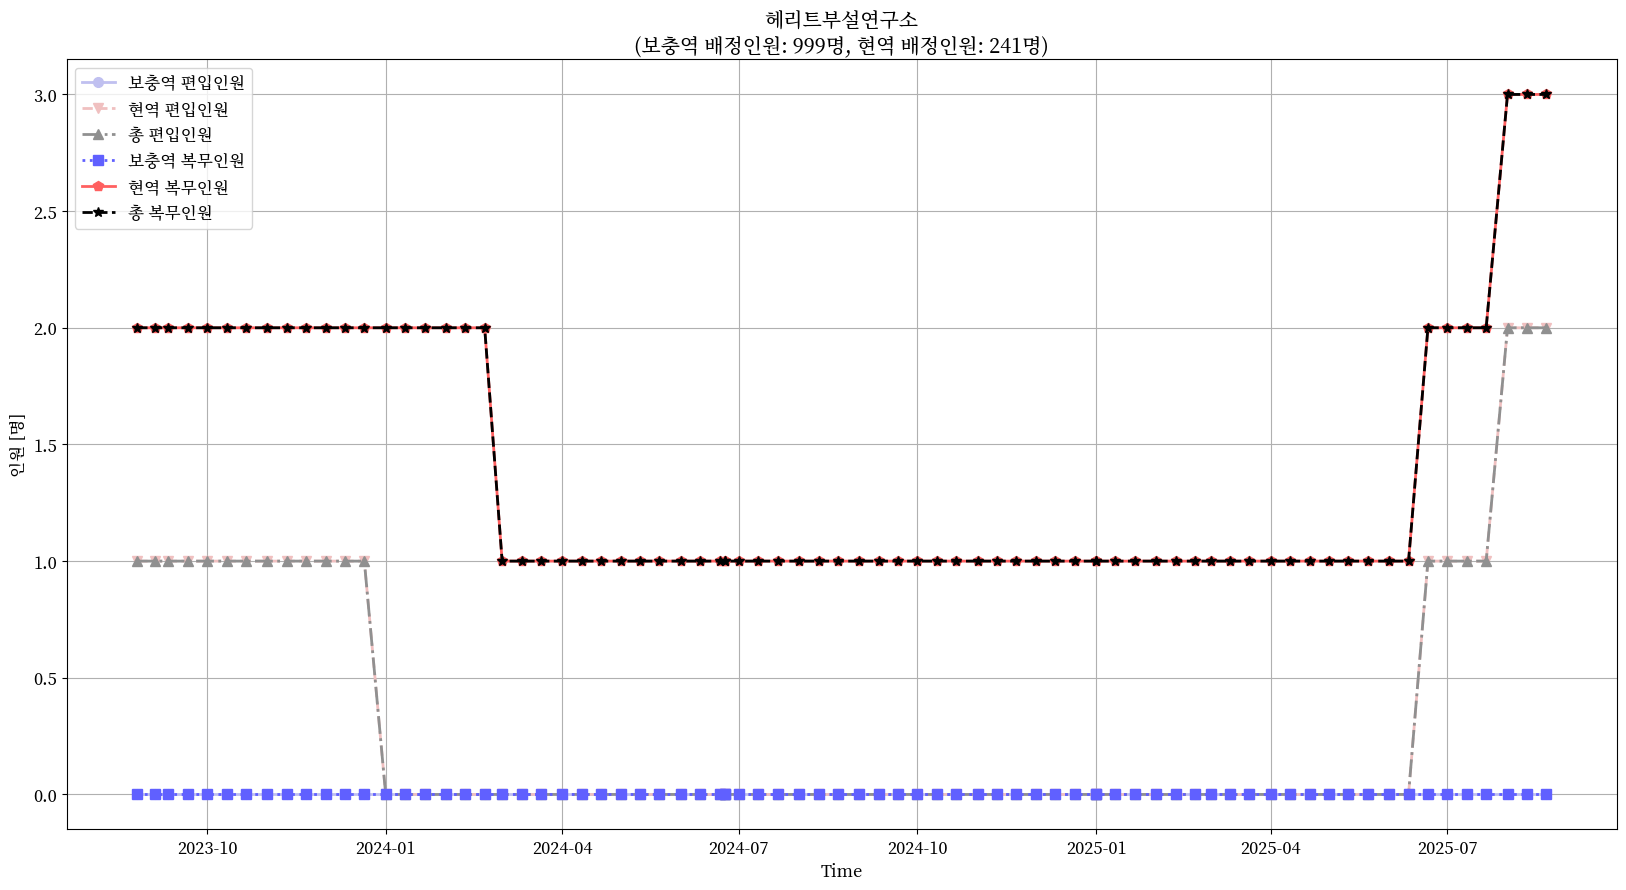 헤리트부설연구소
(보충역 배정인원: 999명, 현역 배정인원: 241명)
보충역 편입인원
현역 편입인원
총 편입인원
보충역 복무인원
현역 복무인원
총 복무인원
3.0
2.5
2.0
1.5
1.0
0.5
0.0
인원 [명]
2023-10
2024-01
2024-04
2024-07
2024-10
2025-01
2025-04
2025-07
Time